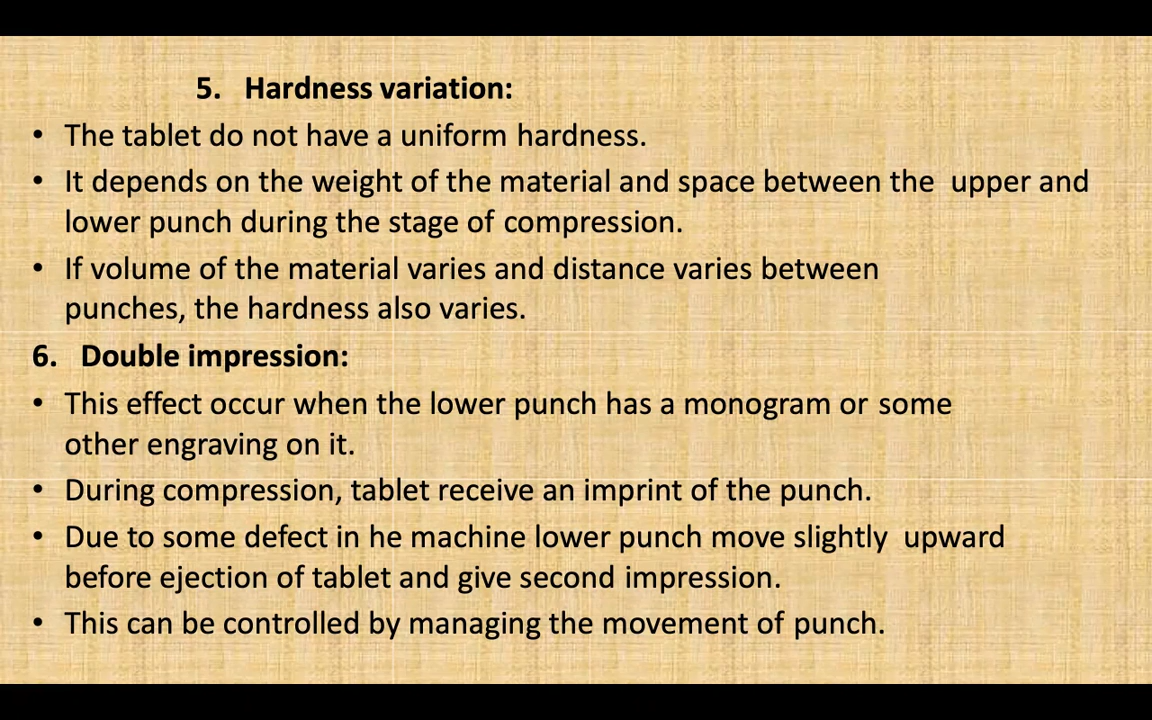 5. Hardness variation:
• The tablet do not have a uniform hardness.
• It depends on the weight of the material and space between the upper and
lower punch during the stage of compression.
• If volume of the material varies and distance varies between
punches, the hardness also varies.
6. Double impression:
• This effect occur when the lower punch has a monogram or some
other engraving on it.
• During compression, tablet receive an imprint of the punch.
• Due to some defect in he machine lower punch move slightly upward
before ejection of tablet and give second impression.
• This can be controlled by managing the movement of punch.